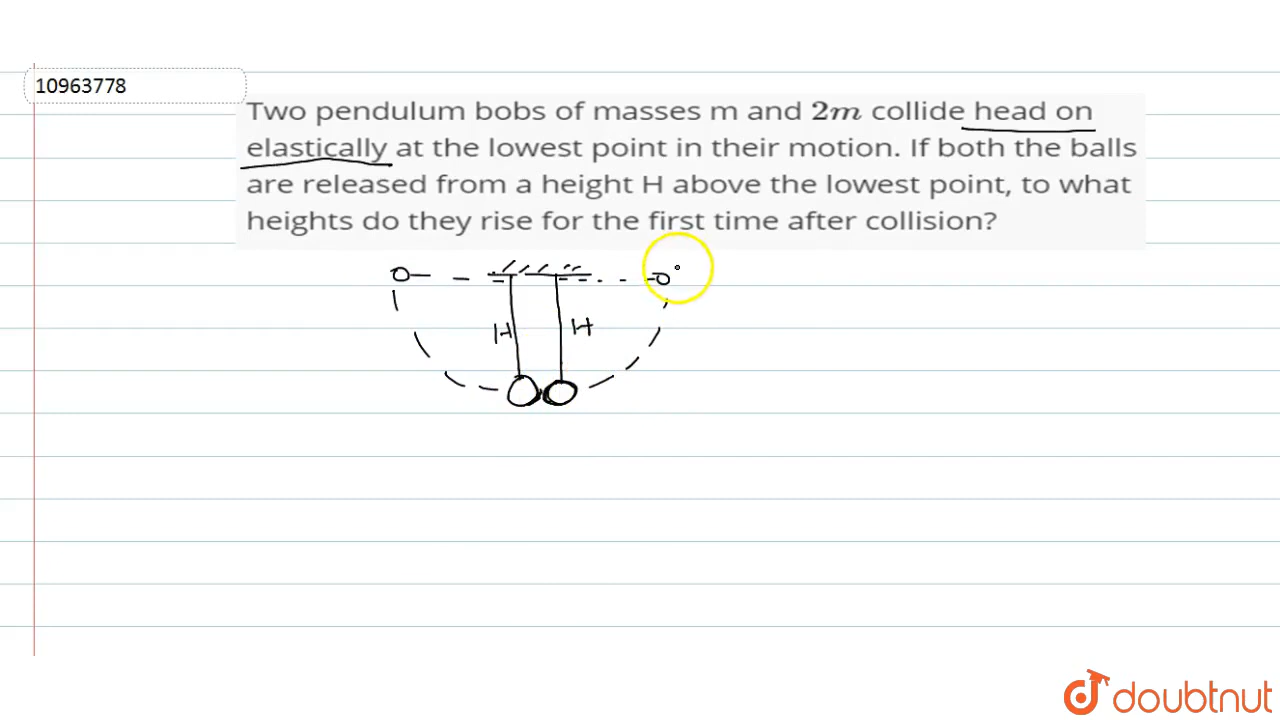 10963778
Two pendulum bobs of masses m and 2m collide head on
elastically at the lowest point in their motion. If both the balls
are released from a height H above the lowest point, to what
heights do they rise for the first time after collision?
H H
doubtnut